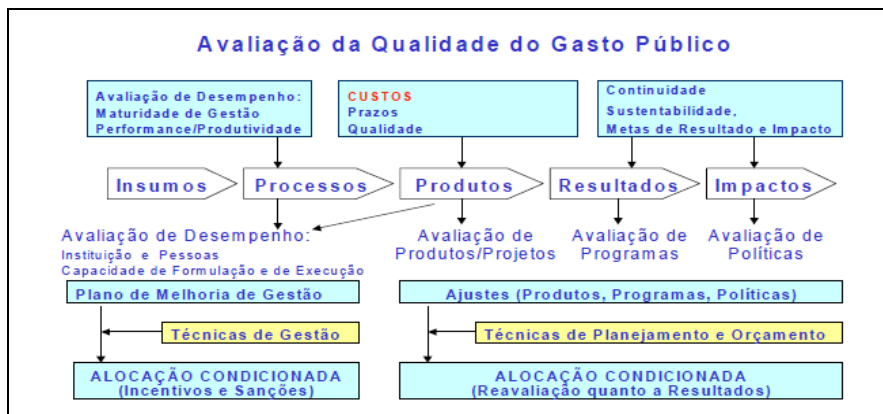 Avaliação da Qualidade do Gasto Público
Avaliação de Desempenho:
Maturidade de Gestão
Performance/Produtividade
CUSTOS
Prazos
Qualidade
Continuidade
Sustentabilidade,
Metas de Resultado e Impacto
Insumos
Processos
Produtos
Resultados
Impactos
Avaliação de Desempenho:
Instituição e Pessoas
Capacidade de Formulação e de Execução
Avaliação de
Produtos/Projetos
Avaliação de
Programas
Avaliação de
Políticas
Plano de Melhoria de Gestão
Ajustes (Produtos, Programas, Políticas)
Técnicas de Gestão
Técnicas de Planejamento e Orçamento
ALOCAÇÃO CONDICIONADA
(Incentivos e Sanções)
ALOCAÇÃO CONDICIONADA
(Reavaliação quanto a Resultados)